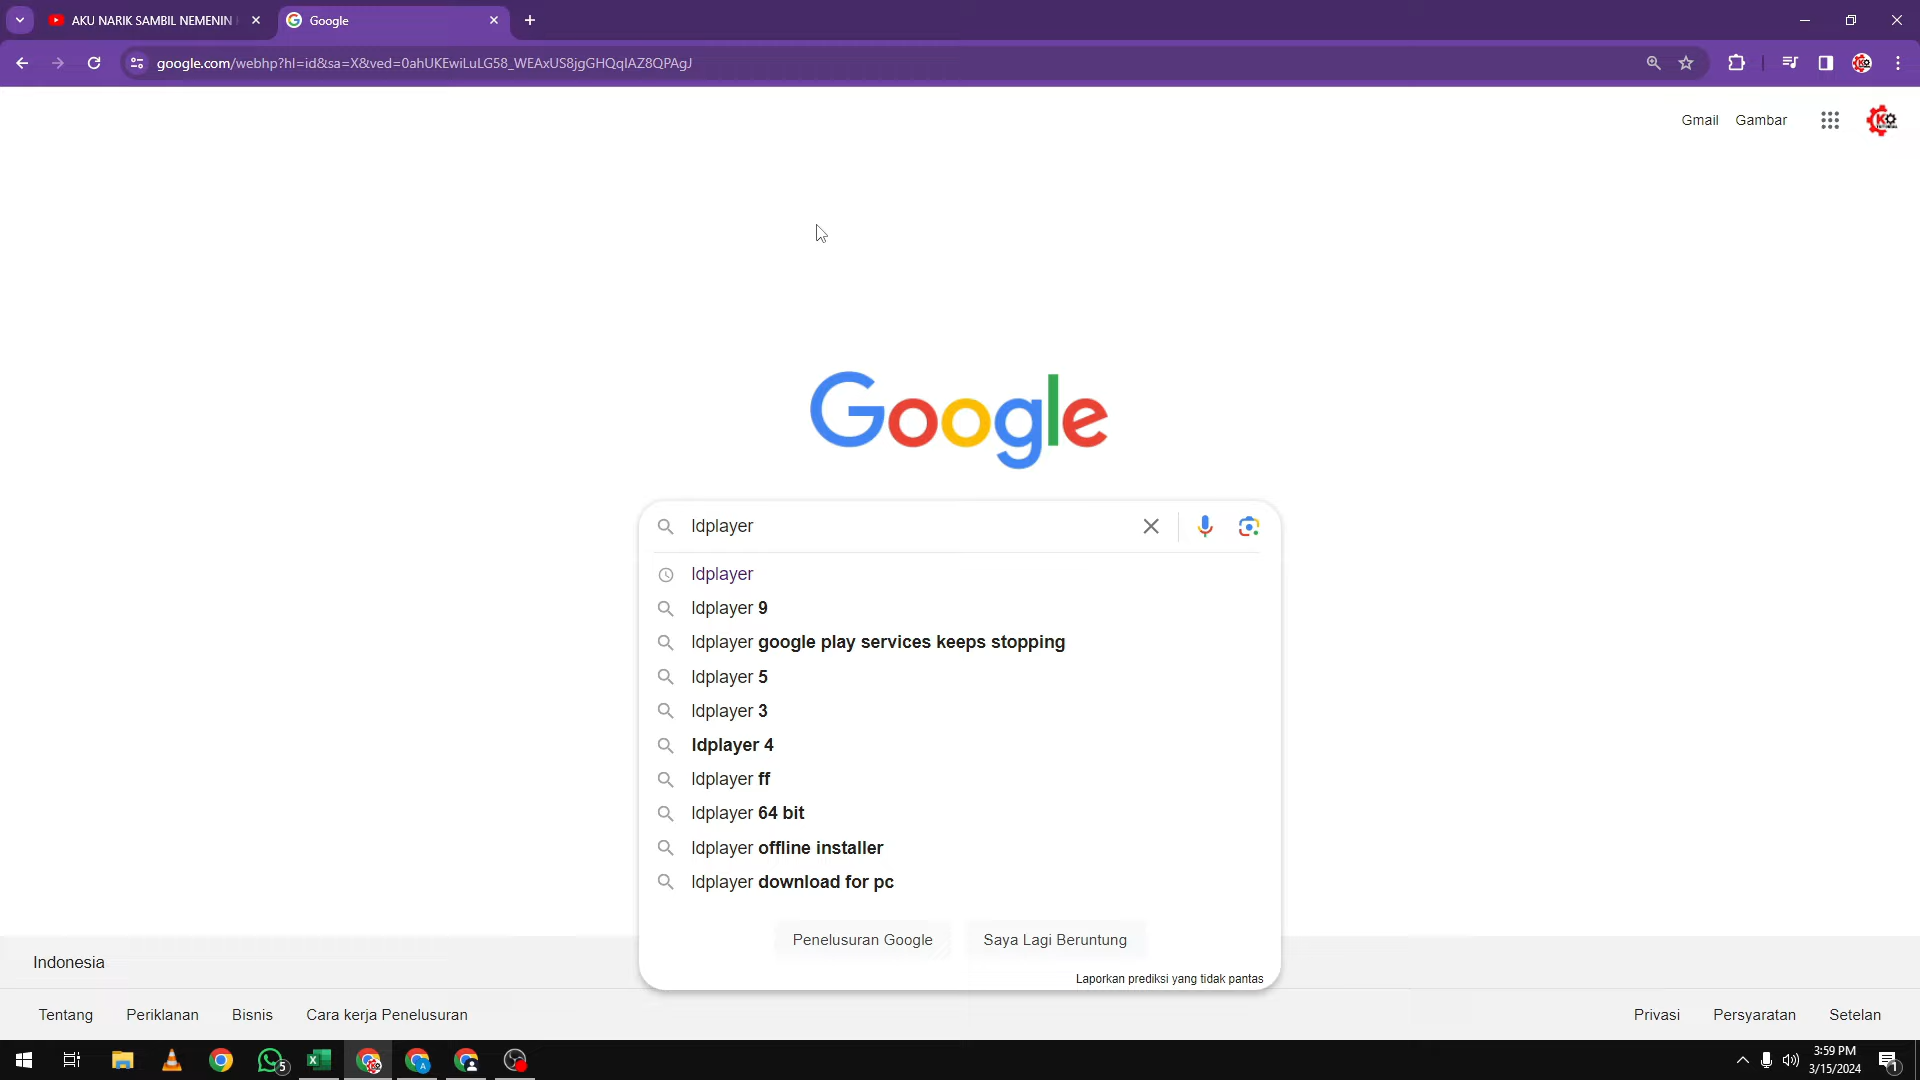 AKU NARIK SAMBIL NEMENIN
Google
google.com/webhp?hl=id&sa=X&ved=0ahUKEwiLuLG58_WEAxUS8jgGHQqIAZ8QPAgJ
Gmail Gambar
Google
ldplayer
ldplayer
ldplayer 9
ldplayer google play services keeps stopping
ldplayer 5
ldplayer 3
ldplayer 4
ldplayer ff
ldplayer 64 bit
ldplayer offline installer
ldplayer download for pc
Penelusuran Google Saya Lagi Beruntung
Laporkan prediksi yang tidak pantas
Indonesia
Tentang Periklanan Bisnis Cara kerja Penelusuran Privasi Persyaratan Setelan
3:59 PM
3/15/2024
5
A
1